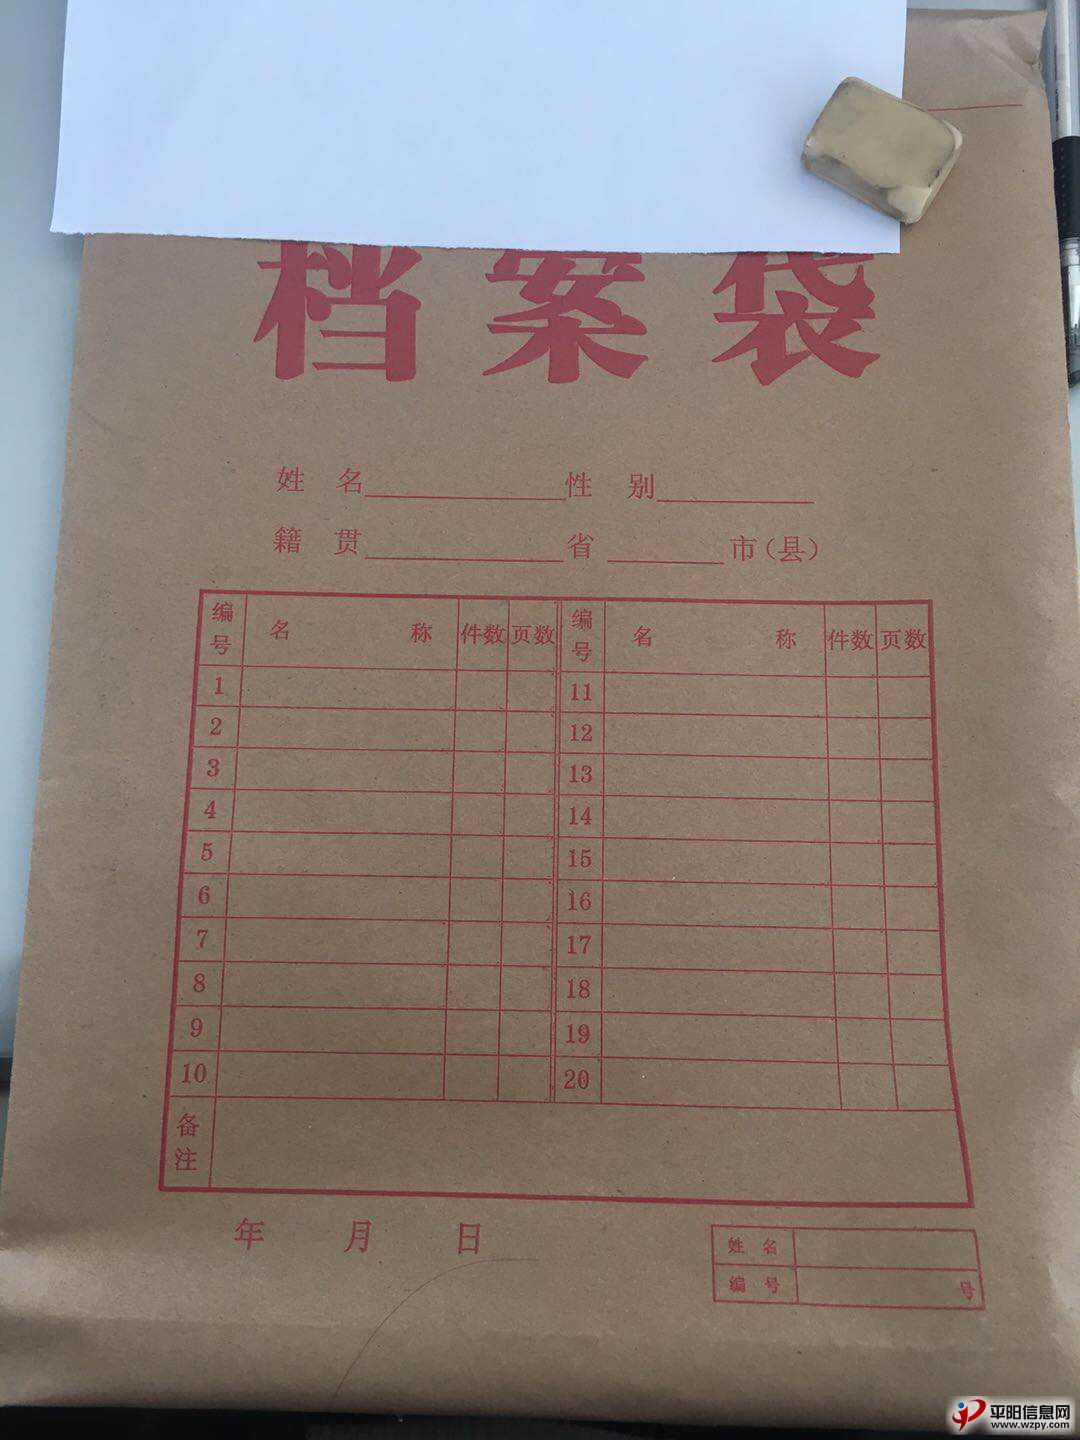 档案袋
姓 名 性 别
籍 贯 省 市（县）
编号 名 称 件数 页数 编号 名 称 件数 页数
1 11
2 12
3 13
4 14
5 15
6 16
7 17
8 18
9 19
10 20
备注
年 月 日
姓 名
编 号 号
平阳信息网
www.wzpy.com